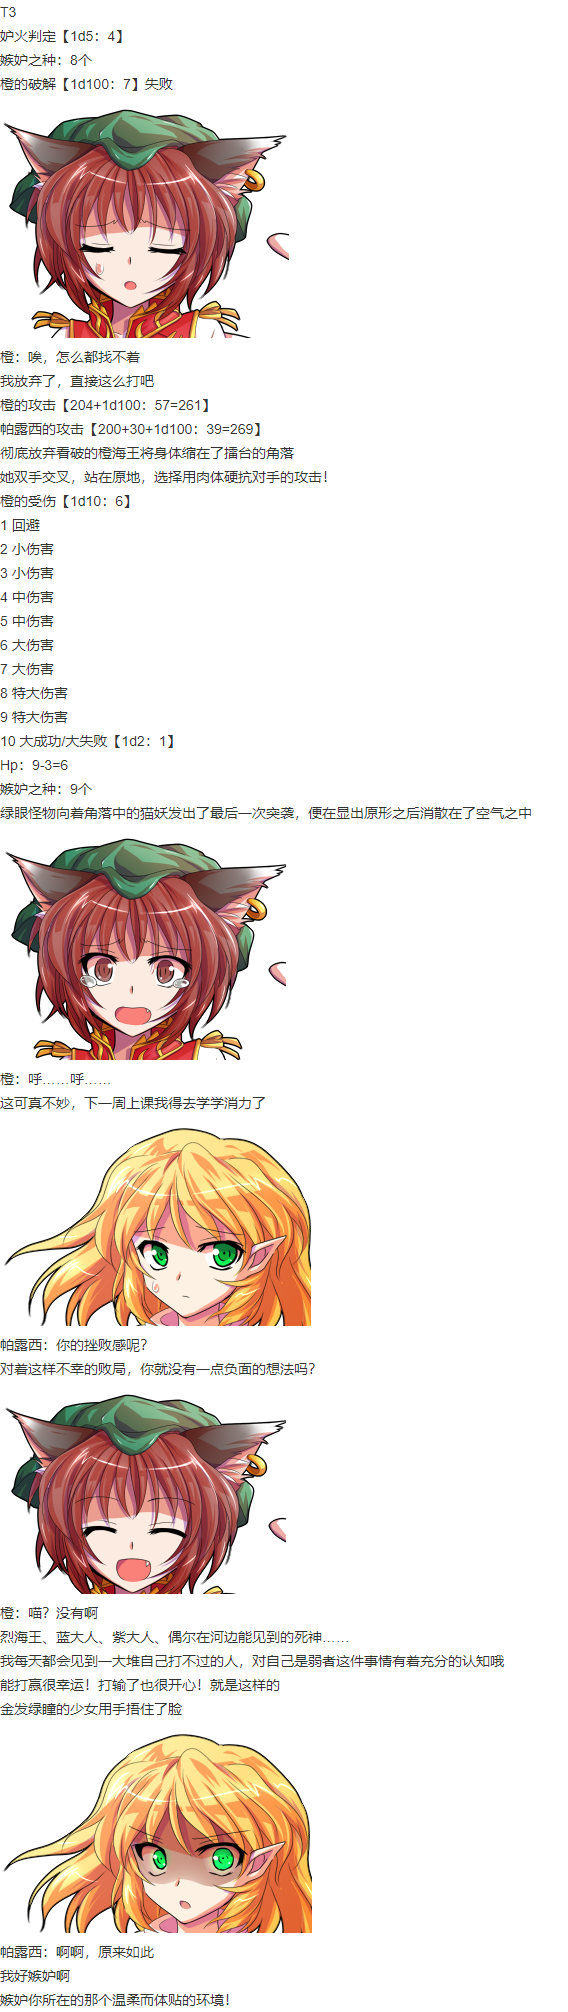 T3
妒火判定【1d5：4】
嫉妒之种：8个
橙的破解【1d100：7】失败
橙：唉，怎么都找不着
我放弃了，直接这么打吧
橙的攻击【204+1d100：57=261】
帕露西的攻击【200+30+1d100：39=269】
彻底放弃看破的橙海王将身体缩在了擂台的角落
她双手交叉，站在原地，选择用肉体硬抗对手的攻击！
橙的受伤【1d10：6】
1 回避
2 小伤害
3 小伤害
4 中伤害
5 中伤害
6 大伤害
7 大伤害
8 特大伤害
9 特大伤害
10 大成功/大失败【1d2：1】
Hp：9-3=6
嫉妒之种：9个
绿眼怪物向着角落中的猫妖发出了最后一次突袭，便在显出原形之后消散在了空气之中
橙：呼……呼……
这可真不妙，下一周上课我得去学学消力了
帕露西：你的挫败感呢？
对着这样不幸的败局，你就没有一点负面的想法吗？
橙：喵？没有啊
烈海王、蓝大人、紫大人、偶尔在河边能见到的死神……
我每天都会见到一大堆自己打不过的人，对自己是弱者这件事情有着充分的认知哦
能打赢很幸运！打输了也很开心！就是这样的
金发绿瞳的少女用手捂住了脸
帕露西：啊啊，原来如此
我好嫉妒啊
嫉妒你所在的那个温柔而体贴的环境！